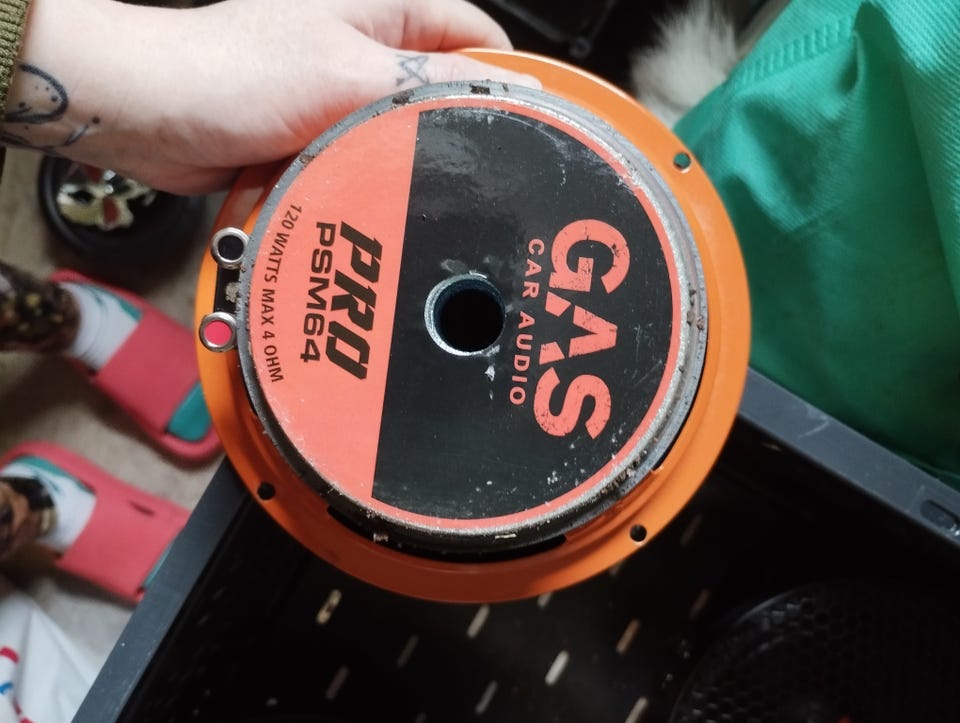 GAS
CAR AUDIO
PRO
PSM64
120 WATTS MAX 4 OHM